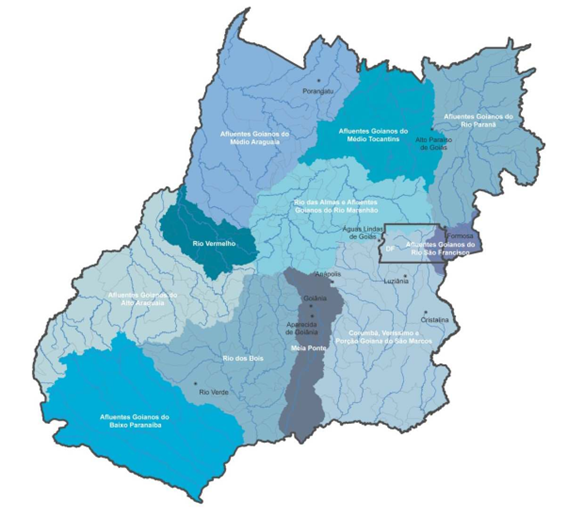 Porangatu
Afluentes Goianos do
Médio Araguaia
Afluentes Goianos do
Médio Tocantins
Afluentes Goianos do
Rio Paranã
Alto Paraíso
de Goiás
Rio das Almas e Afluentes
Goianos do Rio Maranhão
Águas Lindas
de Goiás
Formosa
DF
Afluentes Goianos do
Rio São Francisco
Rio Vermelho
Anápolis
Luziânia
Afluentes Goianos do
Alto Araguaia
Goiânia
Aparecida
de Goiânia
Cristalina
Corumbá, Veríssimo e
Porção Goiana do São Marcos
Meia Ponte
Rio dos Bois
Rio Verde
Afluentes Goianos do
Baixo Paranaíba